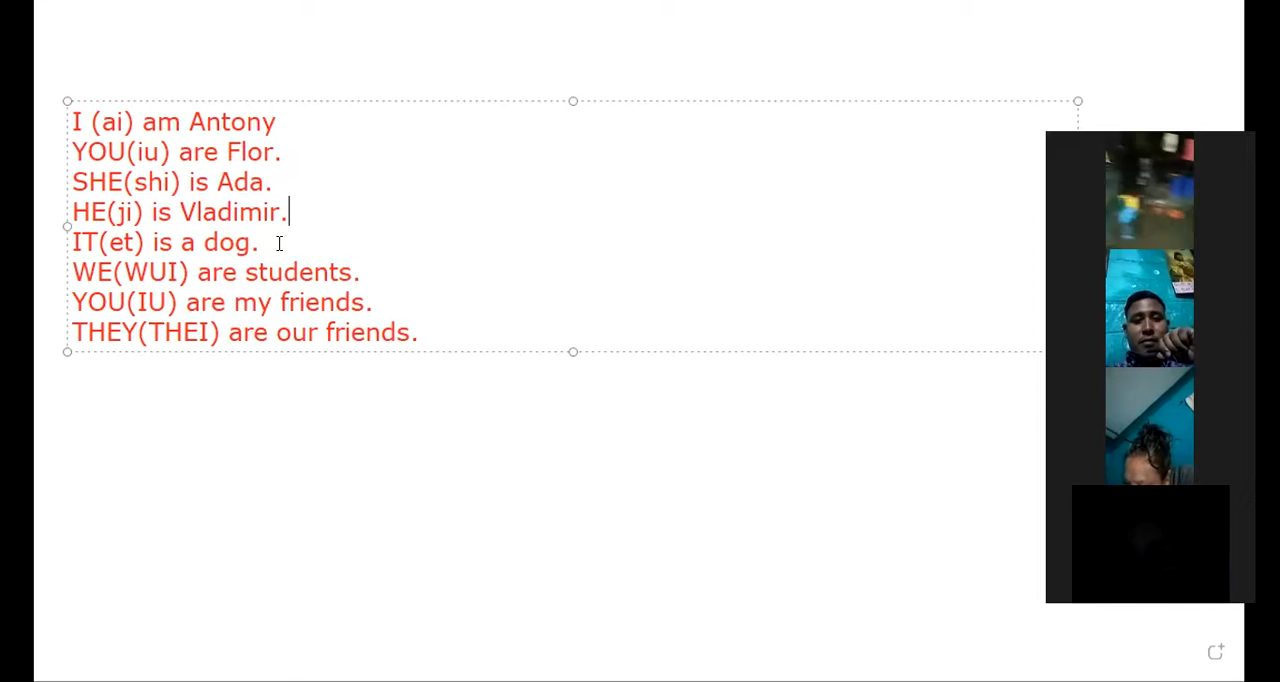 I (ai) am Antony
YOU(iu) are Flor.
SHE(shi) is Ada.
HE(ji) is Vladimir.
IT(et) is a dog.
WE(WUI) are students.
YOU(IU) are my friends.
THEY(THEI) are our friends.